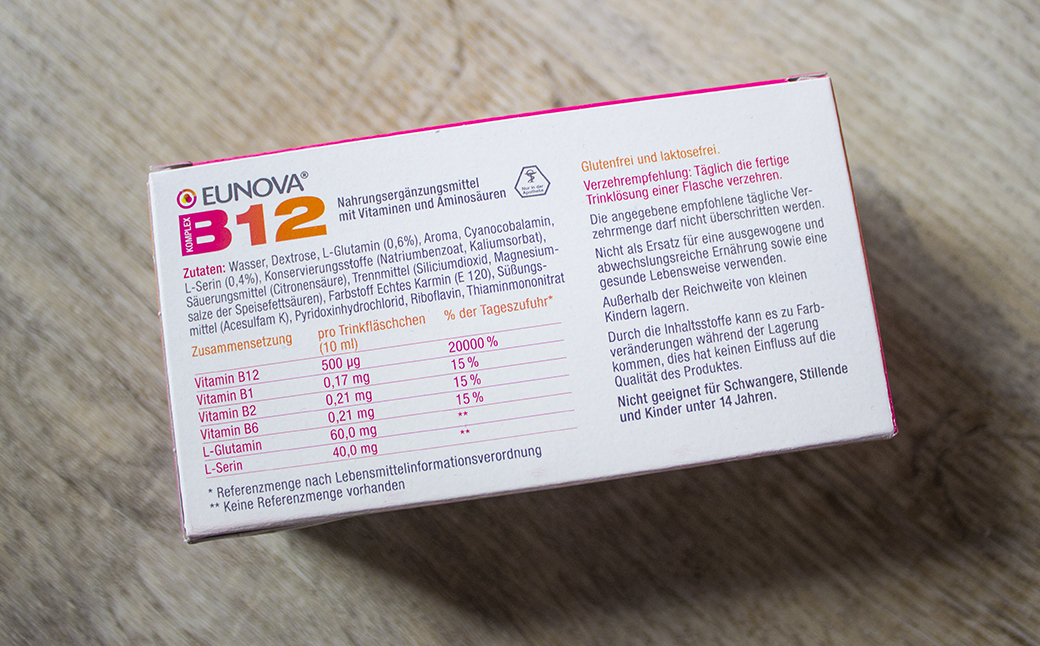 EUNOVA®
KOMPLEX
B12
Nahrungsergänzungsmittel
mit Vitaminen und Aminosäuren
Nur in der
Apotheke
Zutaten: Wasser, Dextrose, L-Glutamin (0,6%), Aroma, Cyanocobalamin,
L-Serin (0,4%), Konservierungsstoffe (Natriumbenzoat, Kaliumsorbat),
Säuerungsmittel (Citronensäure), Trennmittel (Siliciumdioxid, Magnesium-
salze der Speisefettsäuren), Farbstoff Echtes Karmin (E 120), Süßungs-
mittel (Acesulfam K), Pyridoxinhydrochlorid, Riboflavin, Thiaminmononitrat
Zusammensetzung pro Trinkfläschchen % der Tageszufuhr*
(10 ml)
Vitamin B12 500 µg 20000 %
Vitamin B1 0,17 mg 15 %
Vitamin B2 0,21 mg 15 %
Vitamin B6 0,21 mg 15 %
L-Glutamin 60,0 mg **
L-Serin 40,0 mg **
* Referenzmenge nach Lebensmittelinformationsverordnung
** Keine Referenzmenge vorhanden
Glutenfrei und laktosefrei.
Verzehrempfehlung: Täglich die fertige
Trinklösung einer Flasche verzehren.
Die angegebene empfohlene tägliche Ver-
zehrmenge darf nicht überschritten werden.
Nicht als Ersatz für eine ausgewogene und
abwechslungsreiche Ernährung sowie eine
gesunde Lebensweise verwenden.
Außerhalb der Reichweite von kleinen
Kindern lagern.
Durch die Inhaltsstoffe kann es zu Farb-
veränderungen während der Lagerung
kommen, dies hat keinen Einfluss auf die
Qualität des Produktes.
Nicht geeignet für Schwangere, Stillende
und Kinder unter 14 Jahren.